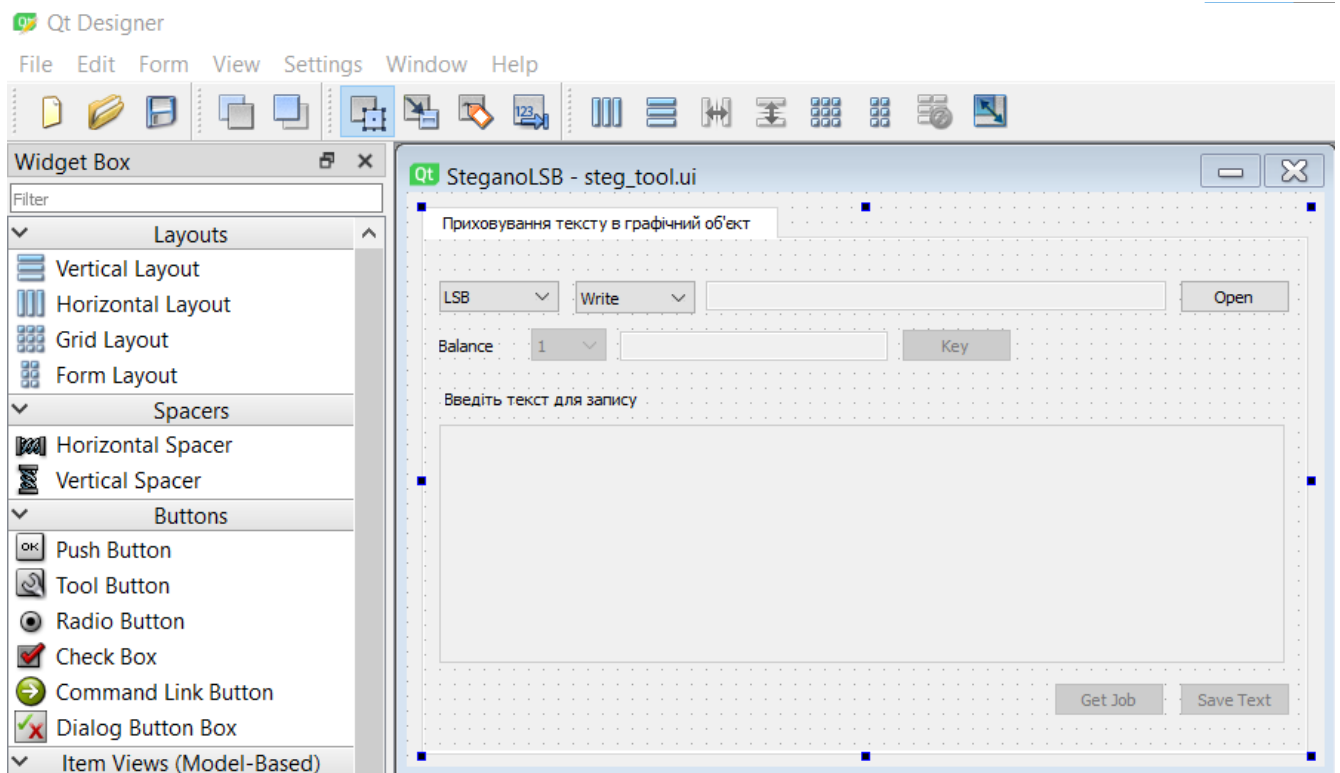 Qt Designer
File Edit Form View Settings Window Help
123
Widget Box
Filter
Layouts
Vertical Layout
Horizontal Layout
Grid Layout
Form Layout
Spacers
Horizontal Spacer
Vertical Spacer
Buttons
OK Push Button
Tool Button
Radio Button
Check Box
Command Link Button
Dialog Button Box
Item Views (Model-Based)
Qt SteganoLSB - steg_tool.ui
Приховування тексту в графічний об'єкт
LSB Write Open
Balance 1 Key
Введіть текст для запису
Get Job Save Text